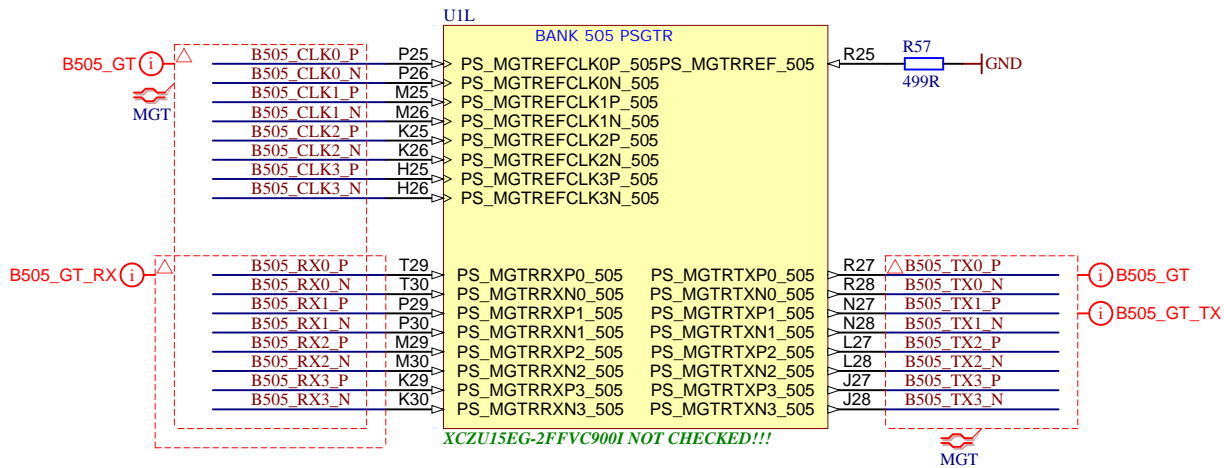 U1L
BANK 505 PSGTR
B505_GT
MGT
B505_CLK0_P P25 PS_MGTREFCLK0P_505 PS_MGTRREF_505 R25 R57 499R GND
B505_CLK0_N P26 PS_MGTREFCLK0N_505
B505_CLK1_P M25 PS_MGTREFCLK1P_505
B505_CLK1_N M26 PS_MGTREFCLK1N_505
B505_CLK2_P K25 PS_MGTREFCLK2P_505
B505_CLK2_N K26 PS_MGTREFCLK2N_505
B505_CLK3_P H25 PS_MGTREFCLK3P_505
B505_CLK3_N H26 PS_MGTREFCLK3N_505
B505_GT_RX
B505_RX0_P T29 PS_MGTRRXP0_505 PS_MGTRTXP0_505 R27 B505_TX0_P B505_GT
B505_RX0_N T30 PS_MGTRRXN0_505 PS_MGTRTXN0_505 R28 B505_TX0_N
B505_RX1_P P29 PS_MGTRRXP1_505 PS_MGTRTXP1_505 N27 B505_TX1_P B505_GT_TX
B505_RX1_N P30 PS_MGTRRXN1_505 PS_MGTRTXN1_505 N28 B505_TX1_N
B505_RX2_P M29 PS_MGTRRXP2_505 PS_MGTRTXP2_505 L27 B505_TX2_P
B505_RX2_N M30 PS_MGTRRXN2_505 PS_MGTRTXN2_505 L28 B505_TX2_N
B505_RX3_P K29 PS_MGTRRXP3_505 PS_MGTRTXP3_505 J27 B505_TX3_P
B505_RX3_N K30 PS_MGTRRXN3_505 PS_MGTRTXN3_505 J28 B505_TX3_N
XCZU15EG-2FFVC900I NOT CHECKED!!!
MGT